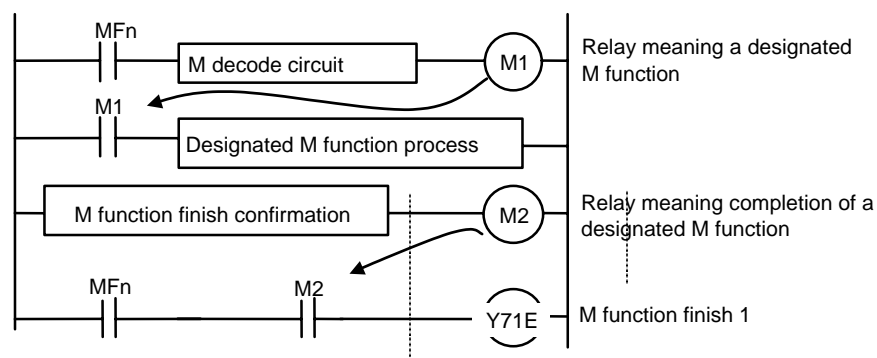 MFn
M decode circuit
M1
Relay meaning a designated
M function
M1
Designated M function process
M function finish confirmation
M2
Relay meaning completion of a
designated M function
MFn
M2
Y71E
M function finish 1